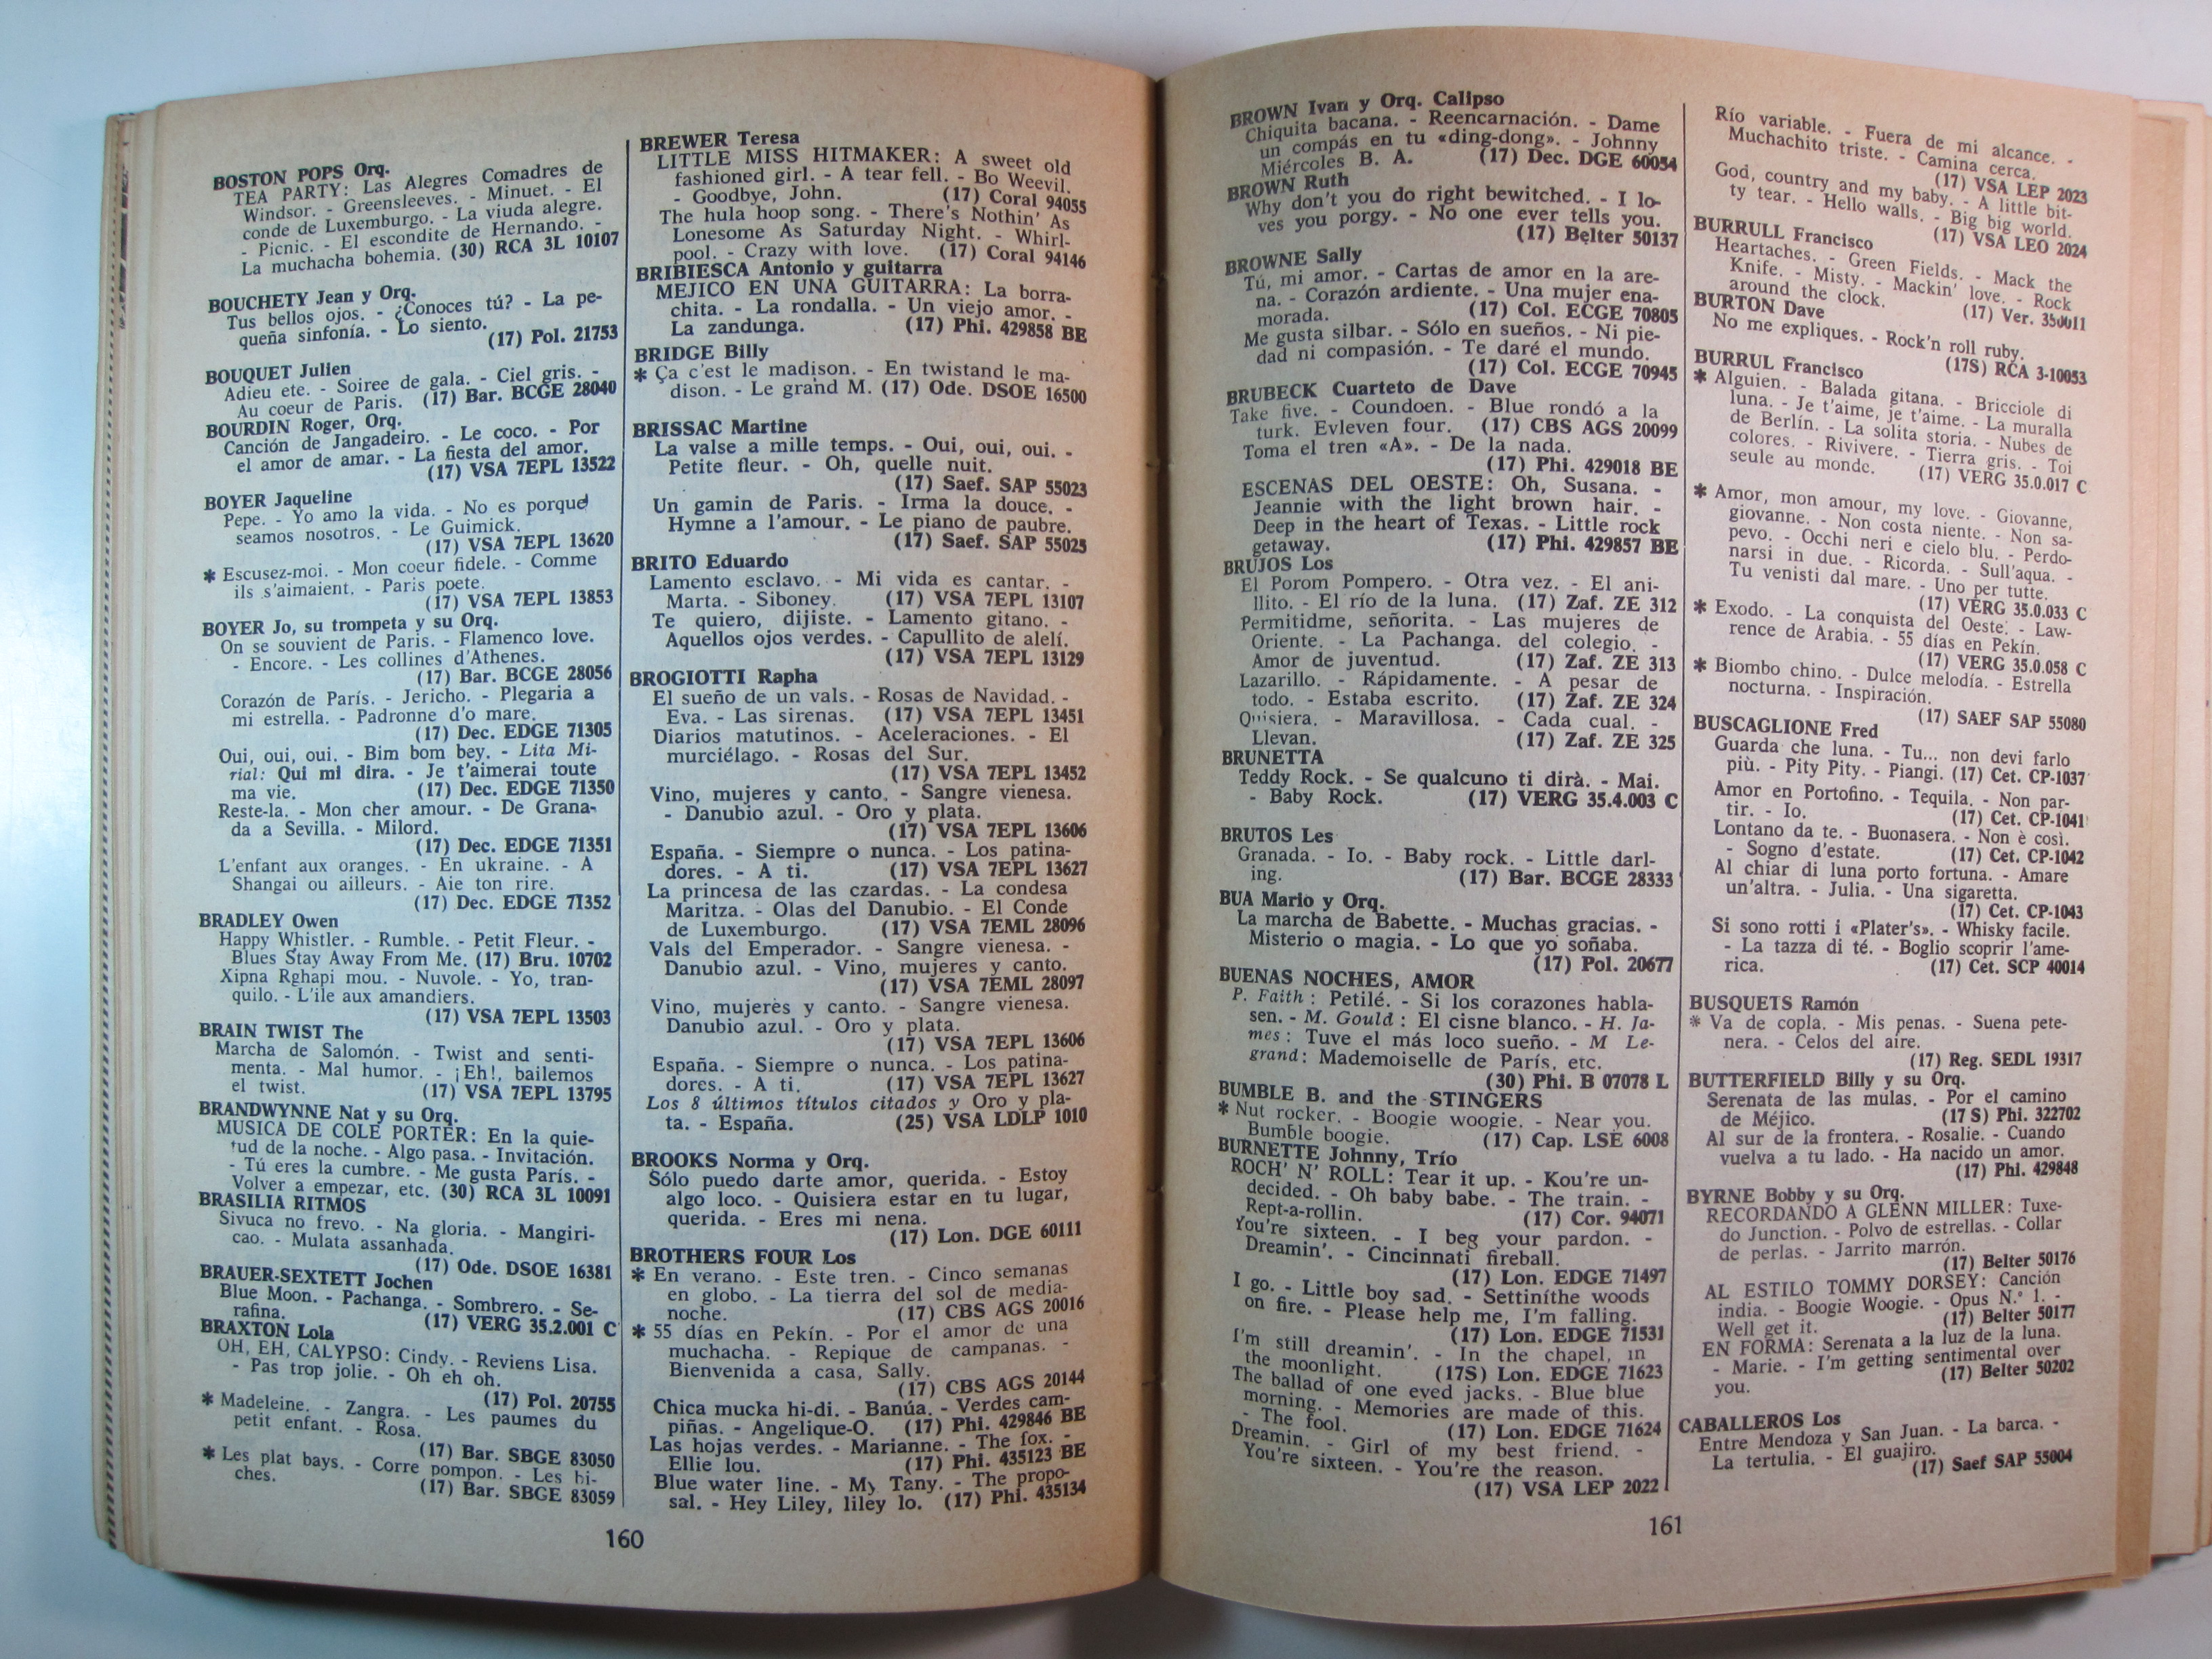 BOSTON POPS Orq.
TEA PARTY: Las Alegres Comadres de
Windsor. - Greensleeves. - Minuet. - El
conde de Luxemburgo. - La viuda alegre.
- Picnic. - El escondite de Hernando. -
La muchacha bohemia. (30) RCA 3L 10107
BOUCHETY Jean y Orq.
Tus bellos ojos. - ¿Conoces tú? - La pe-
queña sinfonía. - Lo siento.
(17) Pol. 21753
BOUQUET Julien
Adieu ete. - Soiree de gala. - Ciel gris. -
Au coeur de Paris. (17) Bar. BCGE 28040
BOURDIN Roger, Orq.
Canción de Jangadeiro. - Le coco. - Por
el amor de amar. - La fiesta del amor.
(17) VSA 7EPL 13522
BOYER Jaqueline
Pepe. - Yo amo la vida. - No es porque
seamos nosotros. - Le Guimick.
(17) VSA 7EPL 13620
* Escusez-moi. - Mon coeur fidele. - Comme
ils s'aimaient. - Paris poete.
(17) VSA 7EPL 13853
BOYER Jo, su trompeta y su Orq.
On se souvient de Paris. - Flamenco love.
- Encore. - Les collines d'Athenes.
(17) Bar. BCGE 28056
Corazón de París. - Jericho. - Plegaria a
mi estrella. - Padronne d'o mare.
(17) Dec. EDGE 71305
Oui, oui, oui. - Bim bom bey. - Lita Mi-
rial: Qui mi dira. - Je t'aimerai toute
ma vie. (17) Dec. EDGE 71350
Reste-la. - Mon cher amour. - De Grana-
da a Sevilla. - Milord.
(17) Dec. EDGE 71351
L'enfant aux oranges. - En ukraine. - A
Shangai ou ailleurs. - Aie ton rire.
(17) Dec. EDGE 71352
BRADLEY Owen
Happy Whistler. - Rumble. - Petit Fleur. -
Blues Stay Away From Me. (17) Bru. 10702
Xipna Rghapi mou. - Nuvole. - Yo, tran-
quilo. - L'ile aux amandiers.
(17) VSA 7EPL 13503
BRAIN TWIST The
Marcha de Salomón. - Twist and senti-
menta. - Mal humor. - ¡Eh!, bailemos
el twist. (17) VSA 7EPL 13795
BRANDWYNNE Nat y su Orq.
MUSICA DE COLE PORTER: En la quie-
tud de la noche. - Algo pasa. - Invitación.
- Tú eres la cumbre. - Me gusta París. -
Volver a empezar, etc. (30) RCA 3L 10091
BRASILIA RITMOS
Sivuca no frevo. - Na gloria. - Mangiri-
cao. - Mulata assanhada.
(17) Ode. DSOE 16381
BRAUER-SEXTETT Jochen
Blue Moon. - Pachanga. - Sombrero. - Se-
rafina. (17) VERG 35.2.001 C
BRAXTON Lola
OH, EH, CALYPSO: Cindy. - Reviens Lisa.
- Pas trop jolie. - Oh eh oh.
(17) Pol. 20755
* Madeleine. - Zangra. - Les paumes du
petit enfant. - Rosa.
(17) Bar. SBGE 83050
* Les plat bays. - Corre pompon. - Les bi-
ches. (17) Bar. SBGE 83059
BREWER Teresa
LITTLE MISS HITMAKER: A sweet old
fashioned girl. - A tear fell. - Bo Weevil.
- Goodbye, John. (17) Coral 94055
The hula hoop song. - There's Nothin' As
Lonesome As Saturday Night. - Whirl-
pool. - Crazy with love. (17) Coral 94146
BRIBIESCA Antonio y guitarra
MEJICO EN UNA GUITARRA: La borra-
chita. - La rondalla. - Un viejo amor. -
La zandunga. (17) Phi. 429858 BE
BRIDGE Billy
* Ça c'est le madison. - En twistand le ma-
dison. - Le grand M. (17) Ode. DSOE 16500
BRISSAC Martine
La valse a mille temps. - Oui, oui, oui. -
Petite fleur. - Oh, quelle nuit.
(17) Saef. SAP 55023
Un gamin de Paris. - Irma la douce. -
Hymne a l'amour. - Le piano de paubre.
(17) Saef. SAP 55025
BRITO Eduardo
Lamento esclavo. - Mi vida es cantar. -
Marta. - Siboney. (17) VSA 7EPL 13107
Te quiero, dijiste. - Lamento gitano. -
Aquellos ojos verdes. - Capullito de alelí.
(17) VSA 7EPL 13129
BROGIOTTI Rapha
El sueño de un vals. - Rosas de Navidad. -
Eva. - Las sirenas. (17) VSA 7EPL 13451
Diarios matutinos. - Aceleraciones. - El
murciélago. - Rosas del Sur.
(17) VSA 7EPL 13452
Vino, mujeres y canto. - Sangre vienesa.
- Danubio azul. - Oro y plata.
(17) VSA 7EPL 13606
España. - Siempre o nunca. - Los patina-
dores. - A ti. (17) VSA 7EPL 13627
La princesa de las czardas. - La condesa
Maritza. - Olas del Danubio. - El Conde
de Luxemburgo. (17) VSA 7EML 28096
Vals del Emperador. - Sangre vienesa. -
Danubio azul. - Vino, mujeres y canto.
(17) VSA 7EML 28097
Vino, mujeres y canto. - Sangre vienesa.
Danubio azul. - Oro y plata.
(17) VSA 7EPL 13606
España. - Siempre o nunca. - Los patina-
dores. - A ti. (17) VSA 7EPL 13627
Los 8 últimos títulos citados y Oro y pla-
ta. - España. (25) VSA LDLP 1010
BROOKS Norma y Orq.
Sólo puedo darte amor, querida. - Estoy
algo loco. - Quisiera estar en tu lugar,
querida. - Eres mi nena.
(17) Lon. DGE 60111
BROTHERS FOUR Los
* En verano. - Este tren. - Cinco semanas
en globo. - La tierra del sol de media-
noche. (17) CBS AGS 20016
* 55 días en Pekín. - Por el amor de una
muchacha. - Repique de campanas. -
Bienvenida a casa, Sally.
(17) CBS AGS 20144
Chica mucka hi-di. - Banúa. - Verdes cam-
piñas. - Angelique-O. (17) Phi. 429846 BE
Las hojas verdes. - Marianne. - The fox. -
Ellie lou. (17) Phi. 435123 BE
Blue water line. - My Tany. - The propo-
sal. - Hey Liley, liley lo. (17) Phi. 435134
160
BROWN Ivan y Orq. Calipso
Chiquita bacana. - Reencarnación. - Dame
un compás en tu «ding-dong». - Johnny
Miércoles B. A. (17) Dec. DGE 60054
BROWN Ruth
Why don't you do right bewitched. - I lo-
ves you porgy. - No one ever tells you.
(17) Belter 50137
BROWNE Sally
Tú, mi amor. - Cartas de amor en la are-
na. - Corazón ardiente. - Una mujer ena-
morada. (17) Col. ECGE 70805
Me gusta silbar. - Sólo en sueños. - Ni pie-
dad ni compasión. - Te daré el mundo.
(17) Col. ECGE 70945
BRUBECK Cuarteto de Dave
Take five. - Coundoen. - Blue rondó a la
turk. Evleven four. (17) CBS AGS 20099
Toma el tren «A». - De la nada.
(17) Phi. 429018 BE
ESCENAS DEL OESTE: Oh, Susana. -
Jeannie with the light brown hair. -
Deep in the heart of Texas. - Little rock
getaway. (17) Phi. 429857 BE
BRUJOS Los
El Porom Pompero. - Otra vez. - El ani-
llito. - El río de la luna. (17) Zaf. ZE 312
Permitidme, señorita. - Las mujeres de
Oriente. - La Pachanga. del colegio. -
Amor de juventud. (17) Zaf. ZE 313
Lazarillo. - Rápidamente. - A pesar de
todo. - Estaba escrito. (17) Zaf. ZE 324
Quisiera. - Maravillosa. - Cada cual. -
Llevan. (17) Zaf. ZE 325
BRUNETTA
Teddy Rock. - Se qualcuno ti dirà. - Mai.
- Baby Rock. (17) VERG 35.4.003 C
BRUTOS Les
Granada. - Io. - Baby rock. - Little darl-
ing. (17) Bar. BCGE 28333
BUA Mario y Orq.
La marcha de Babette. - Muchas gracias. -
Misterio o magia. - Lo que yo soñaba.
(17) Pol. 20677
BUENAS NOCHES, AMOR
P. Faith: Petilé. - Si los corazones habla-
sen. - M. Gould: El cisne blanco. - H. Ja-
mes: Tuve el más loco sueño. - M Le-
grand: Mademoiselle de París, etc.
(30) Phi. B 07078 L
BUMBLE B. and the STINGERS
* Nut rocker. - Boogie woogie. - Near you.
Bumble boogie. (17) Cap. LSE 6008
BURNETTE Johnny, Trío
ROCH' N' ROLL: Tear it up. - Kou're un-
decided. - Oh baby babe. - The train. -
Rept-a-rollin. (17) Cor. 94071
You're sixteen. - I beg your pardon. -
Dreamin'. - Cincinnati fireball.
(17) Lon. EDGE 71497
I go. - Little boy sad. - Settiníthe woods
on fire. - Please help me, I'm falling.
(17) Lon. EDGE 71531
I'm still dreamin'. - In the chapel, in
the moonlight. (17S) Lon. EDGE 71623
The ballad of one eyed jacks. - Blue blue
morning. - Memories are made of this.
- The fool. (17) Lon. EDGE 71624
Dreamin. - Girl of my best friend. -
You're sixteen. - You're the reason.
(17) VSA LEP 2022
Río variable. - Fuera de mi alcance. -
Muchachito triste. - Camina cerca.
(17) VSA LEP 2023
God, country and my baby. - A little bit-
ty tear. - Hello walls. - Big big world.
(17) VSA LEO 2024
BURRULL Francisco
Heartaches. - Green Fields. - Mack the
Knife. - Misty. - Mackin' love. - Rock
around the clock. (17) Ver. 350011
BURTON Dave
No me expliques. - Rock'n roll ruby.
(17S) RCA 3-10053
BURRUL Francisco
* Alguien. - Balada gitana. - Bricciole di
luna. - Je t'aime, je t'aime. - La muralla
de Berlín. - La solita storia. - Nubes de
colores. - Rivivere. - Tierra gris. - Toi
seule au monde. (17) VERG 35.0.017 C
* Amor, mon amour, my love. - Giovanne,
giovanne. - Non costa niente. - Non sa-
pevo. - Occhi neri e cielo blu. - Perdo-
narsi in due. - Ricorda. - Sull'aqua. -
Tu venisti dal mare. - Uno per tutte.
(17) VERG 35.0.033 C
* Exodo. - La conquista del Oeste. - Law-
rence de Arabia. - 55 días en Pekín.
(17) VERG 35.0.058 C
* Biombo chino. - Dulce melodía. - Estrella
nocturna. - Inspiración.
(17) SAEF SAP 55080
BUSCAGLIONE Fred
Guarda che luna. - Tu... non devi farlo
più. - Pity Pity. - Piangi. (17) Cet. CP-1037
Amor en Portofino. - Tequila. - Non par-
tir. - Io. (17) Cet. CP-1041
Lontano da te. - Buonasera. - Non è così.
- Sogno d'estate. (17) Cet. CP-1042
Al chiar di luna porto fortuna. - Amare
un'altra. - Julia. - Una sigaretta.
(17) Cet. CP-1043
Si sono rotti i «Plater's». - Whisky facile.
- La tazza di té. - Boglio scoprir l'ame-
rica. (17) Cet. SCP 40014
BUSQUETS Ramón
* Va de copla. - Mis penas. - Suena pete-
nera. - Celos del aire.
(17) Reg. SEDL 19317
BUTTERFIELD Billy y su Orq.
Serenata de las mulas. - Por el camino
de Méjico. (17 S) Phi. 322702
Al sur de la frontera. - Rosalie. - Cuando
vuelva a tu lado. - Ha nacido un amor.
(17) Phi. 429848
BYRNE Bobby y su Orq.
RECORDANDO A GLENN MILLER: Tuxe-
do Junction. - Polvo de estrellas. - Collar
de perlas. - Jarrito marrón.
(17) Belter 50176
AL ESTILO TOMMY DORSEY: Canción
india. - Boogie Woogie. - Opus N.º 1. -
Well get it. (17) Belter 50177
EN FORMA: Serenata a la luz de la luna.
- Marie. - I'm getting sentimental over
you. (17) Belter 50202
CABALLEROS Los
Entre Mendoza y San Juan. - La barca. -
La tertulia. - El guajiro.
(17) Saef SAP 55004
161